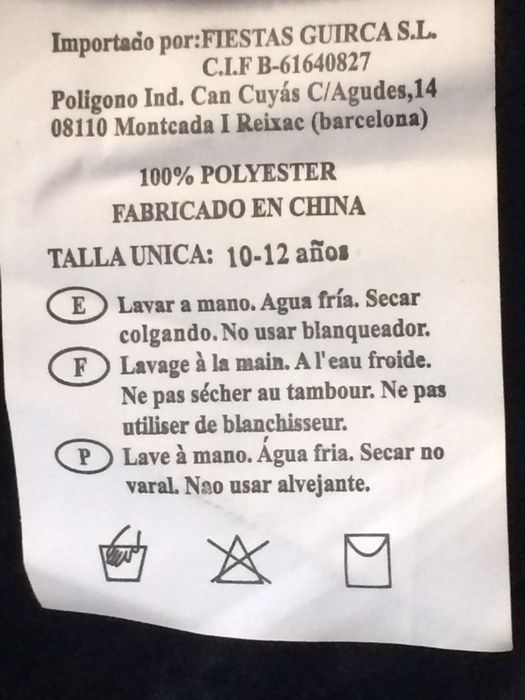 Importado por:FIESTAS GUIRCA S.L.
C.I.F B-61640827
Poligono Ind. Can Cuyás C/Agudes,14
08110 Montcada I Reixac (barcelona)
100% POLYESTER
FABRICADO EN CHINA
TALLA UNICA: 10-12 años
E Lavar a mano. Agua fría. Secar
colgando. No usar blanqueador.
F Lavage à la main. A l'eau froide.
Ne pas sécher au tambour. Ne pas
utiliser de blanchisseur.
P Lave à mano. Água fria. Secar no
varal. Nao usar alvejante.